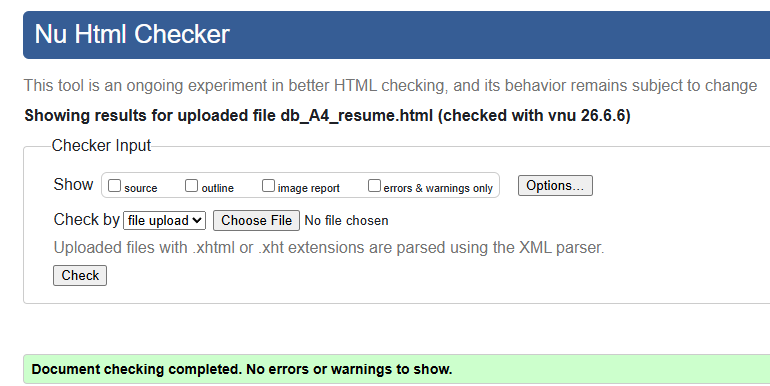 Nu Html Checker
This tool is an ongoing experiment in better HTML checking, and its behavior remains subject to change
Showing results for uploaded file db_A4_resume.html (checked with vnu 26.6.6)
Checker Input
Show source outline image report errors & warnings only Options...
Check by file upload Choose File No file chosen
Uploaded files with .xhtml or .xht extensions are parsed using the XML parser.
Check
Document checking completed. No errors or warnings to show.